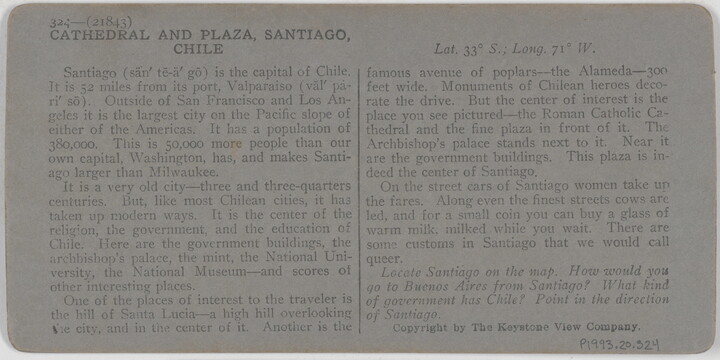 32;—(21843)
CATHEDRAL AND PLAZA, SANTIAGO,
CHILE
Santiago (sän′ tē-ä′ gō) is the capital of Chile.
It is 52 miles from its port, Valparaiso (väl′ pä-
ri′ sō). Outside of San Francisco and Los An-
geles it is the largest city on the Pacific slope of
either of the Americas. It has a population of
380,000. This is 50,000 more people than our
own capital, Washington, has, and makes Santi-
ago larger than Milwaukee.
It is a very old city—three and three-quarters
centuries. But, like most Chilean cities, it has
taken up modern ways. It is the center of the
religion, the government, and the education of
Chile. Here are the government buildings, the
archbishop's palace, the mint, the National Uni-
versity, the National Museum—and scores of
other interesting places.
One of the places of interest to the traveler is
the hill of Santa Lucia—a high hill overlooking
the city, and in the center of it. Another is the
Lat. 33° S.; Long. 71° W.
famous avenue of poplars—the Alameda—300
feet wide. Monuments of Chilean heroes deco-
rate the drive. But the center of interest is the
place you see pictured—the Roman Catholic Ca-
thedral and the fine plaza in front of it. The
Archbishop's palace stands next to it. Near it
are the government buildings. This plaza is in-
deed the center of Santiago.
On the street cars of Santiago women take up
the fares. Along even the finest streets cows are
led, and for a small coin you can buy a glass of
warm milk, milked while you wait. There are
some customs in Santiago that we would call
queer.
Locate Santiago on the map. How would you
go to Buenos Aires from Santiago? What kind
of government has Chile? Point in the direction
of Santiago.
Copyright by The Keystone View Company.
P1993.20.324